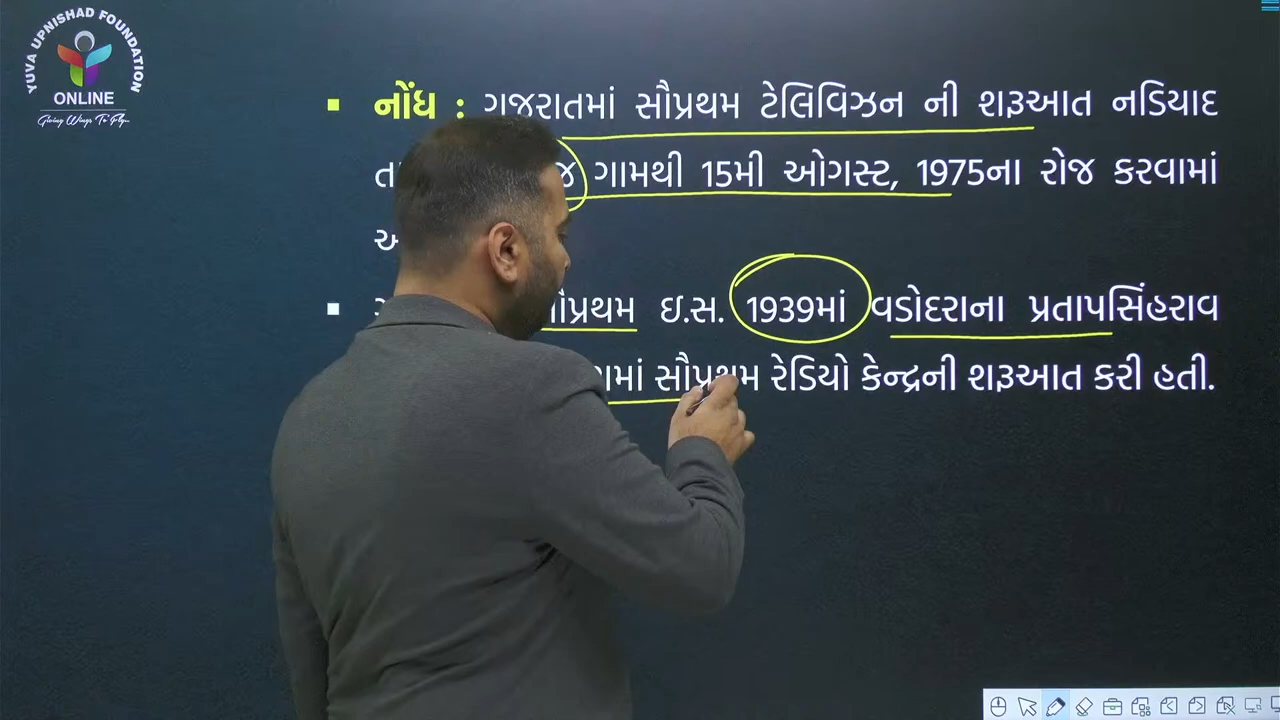 YUVA UPNISHAD FOUNDATION
ONLINE
Giving Wings To Fly..
નોંધ : ગજરાતમાં સૌપ્રથમ ટેલિવિઝન ની શરૂઆત નડિયાદ
ગામથી 15મી ઓગસ્ટ, 1975ના રોજ કરવામાં
ઇ.સ. 1939માં વડોદરાના પ્રતાપસિંહરાવ
સૌપ્રથમ રેડિયો કેન્દ્રની શરૂઆત કરી હતી.